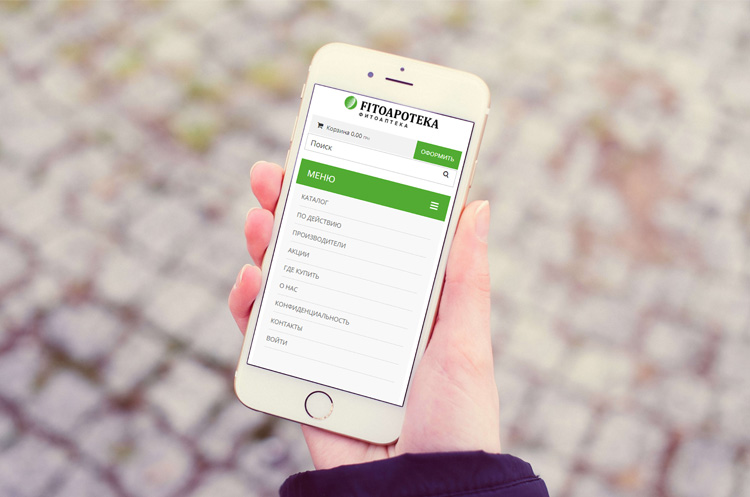 FITOAPOTEKA
ФИТОАПТЕКА
Корзина 0,00 лн
ОФОРМИТЬ
Поиск
МЕНЮ
КАТАЛОГ
ПО ДЕЙСТВИЮ
ПРОИЗВОДИТЕЛИ
АКЦИИ
ГДЕ КУПИТЬ
О НАС
КОНФИДЕНЦИАЛЬНОСТЬ
КОНТАКТЫ
ВОЙТИ